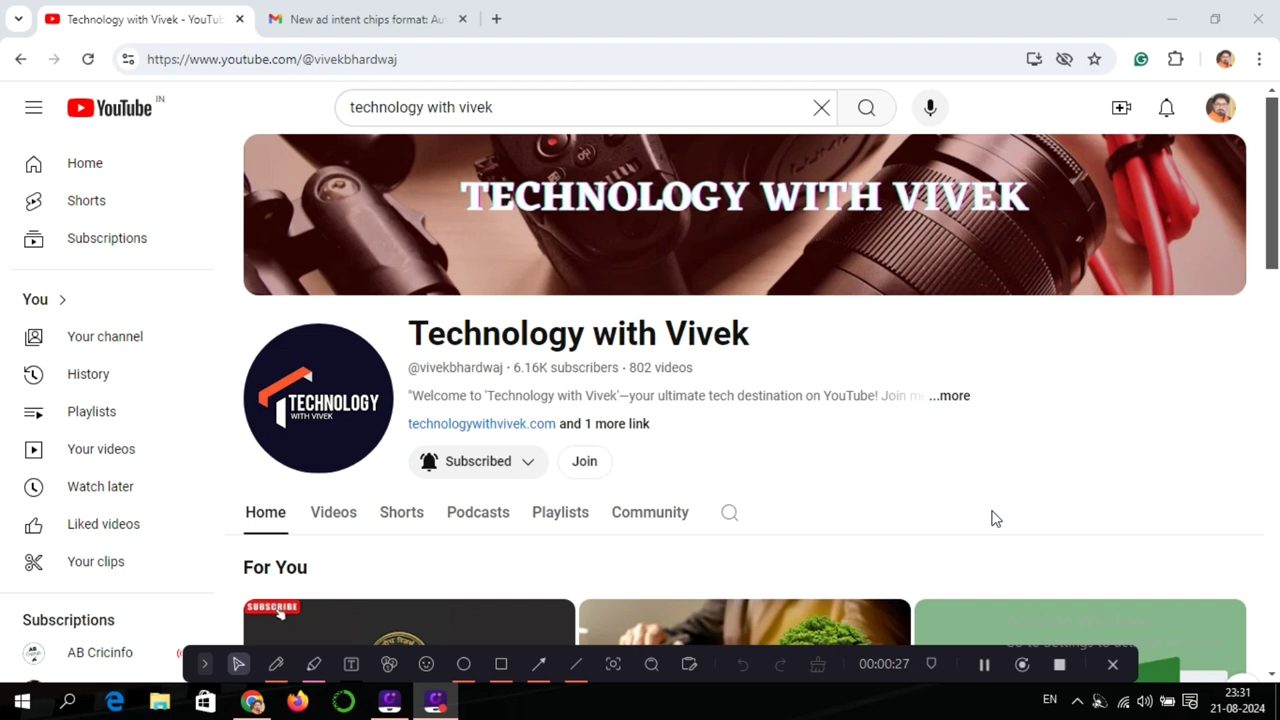 Technology with Vivek - YouTu
New ad intent chips format: Au
https://www.youtube.com/@vivekbhardwaj
YouTube IN
technology with vivek
Home
Shorts
Subscriptions
You
Your channel
History
Playlists
Your videos
Watch later
Liked videos
Your clips
Subscriptions
AB Cricinfo
TECHNOLOGY WITH VIVEK
TECHNOLOGY
WITH VIVEK
Technology with Vivek
@vivekbhardwaj · 6.16K subscribers · 802 videos
"Welcome to 'Technology with Vivek'—your ultimate tech destination on YouTube! Join me ...more
technologywithvivek.com and 1 more link
Subscribed
Join
Home Videos Shorts Podcasts Playlists Community
For You
SUBSCRIBE
00:00:27
EN
23:31
21-08-2024